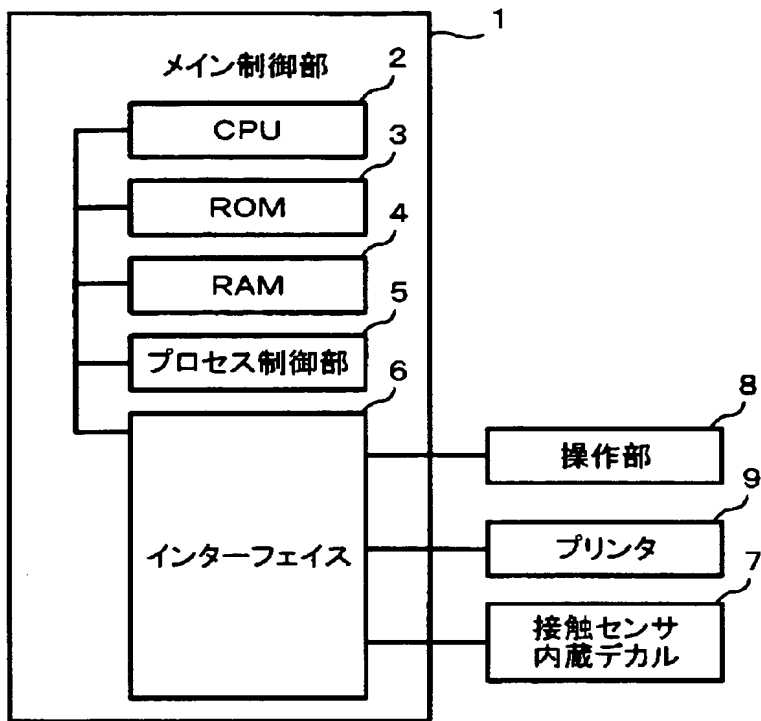 1
メイン制御部
2
CPU
3
ROM
4
RAM
5
プロセス制御部
6
インターフェイス
8
操作部
9
プリンタ
7
接触センサ
内蔵デカル